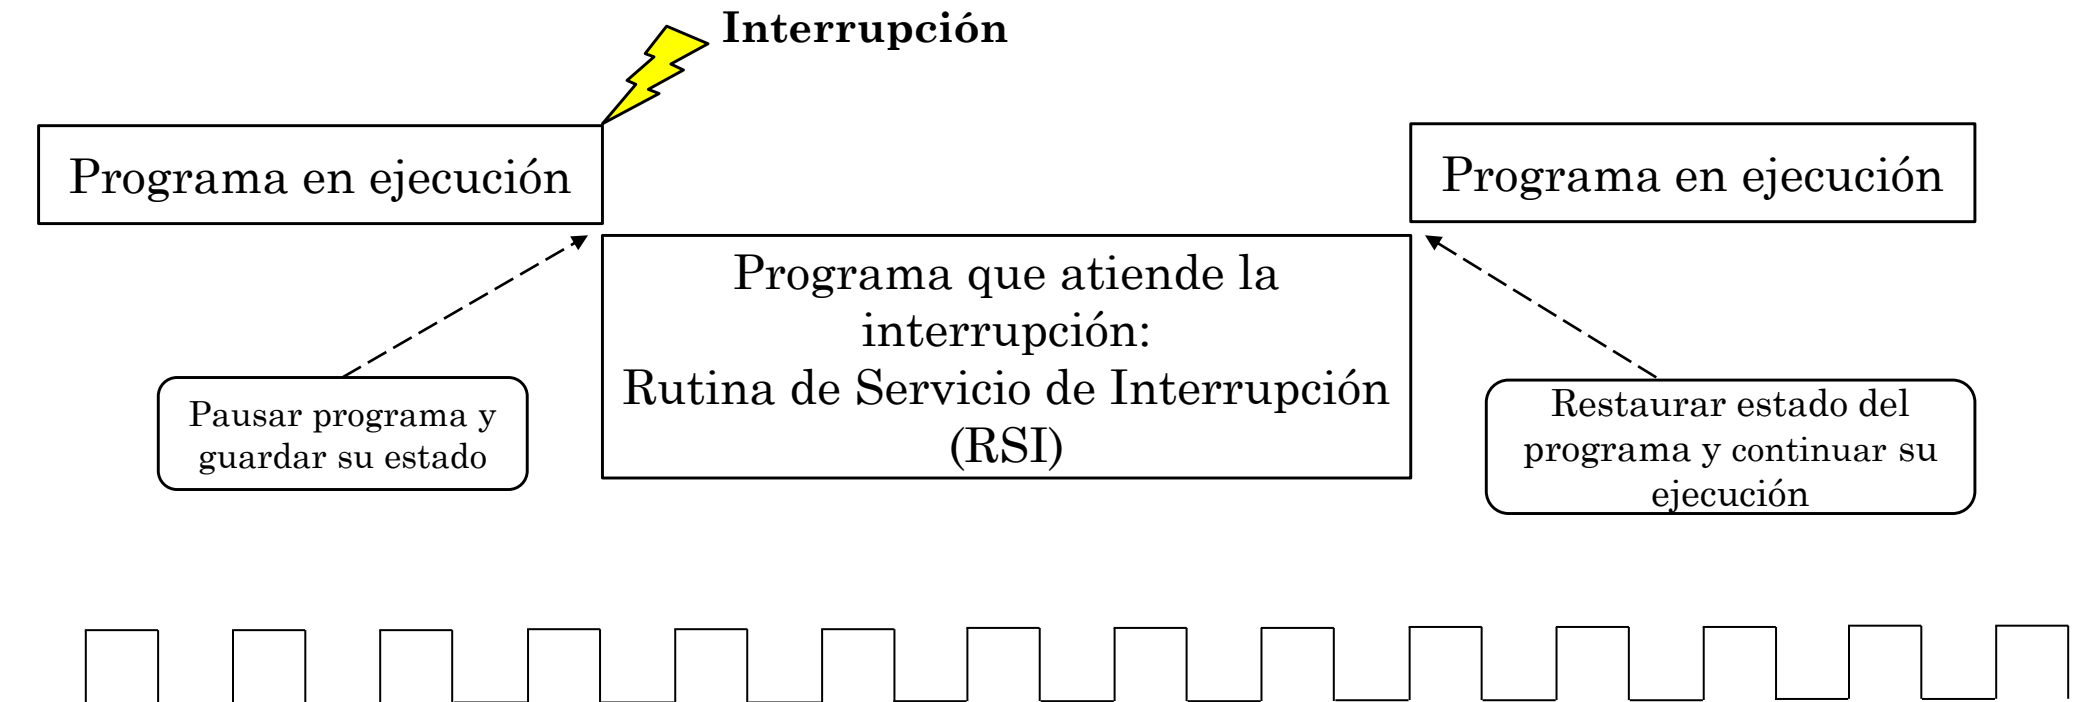 Interrupción
Programa en ejecución
Programa en ejecución
Programa que atiende la
interrupción:
Rutina de Servicio de Interrupción
(RSI)
Pausar programa y
guardar su estado
Restaurar estado del
programa y continuar su
ejecución